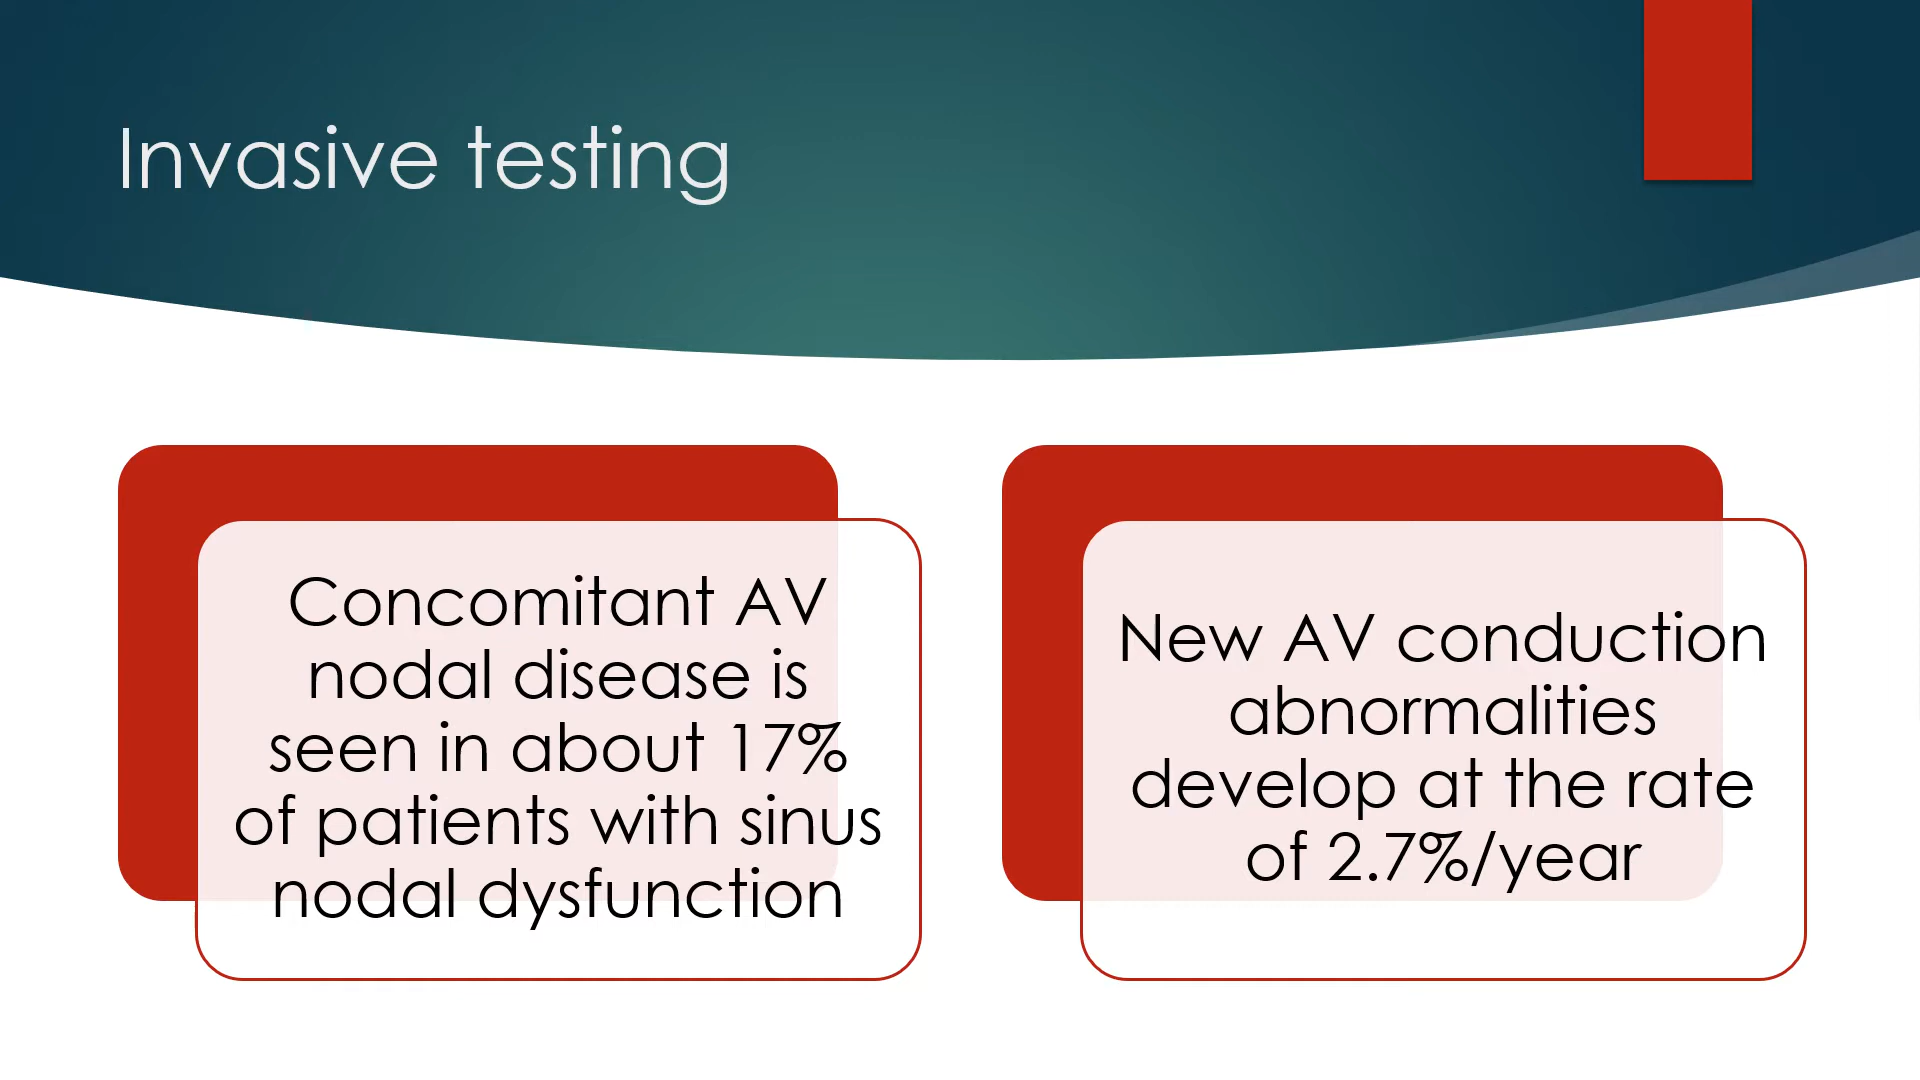 Invasive testing
Concomitant AV
nodal disease is
seen in about 17%
of patients with sinus
nodal dysfunction
New AV conduction
abnormalities
develop at the rate
of 2.7%/year